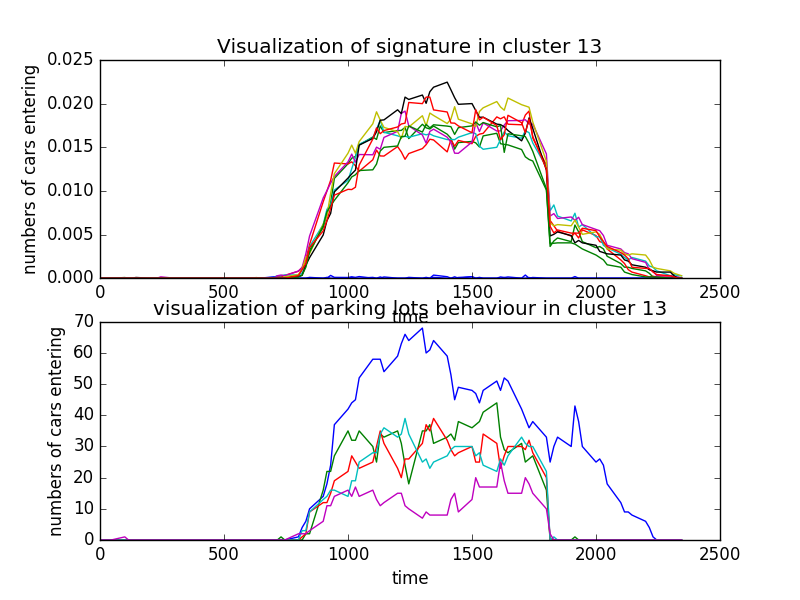 Visualization of signature in cluster 13
numbers of cars entering
0.025
0.020
0.015
0.010
0.005
0.000
0 500 1000 1500 2000 2500
time
visualization of parking lots behaviour in cluster 13
numbers of cars entering
70
60
50
40
30
20
10
0
0 500 1000 1500 2000 2500
time